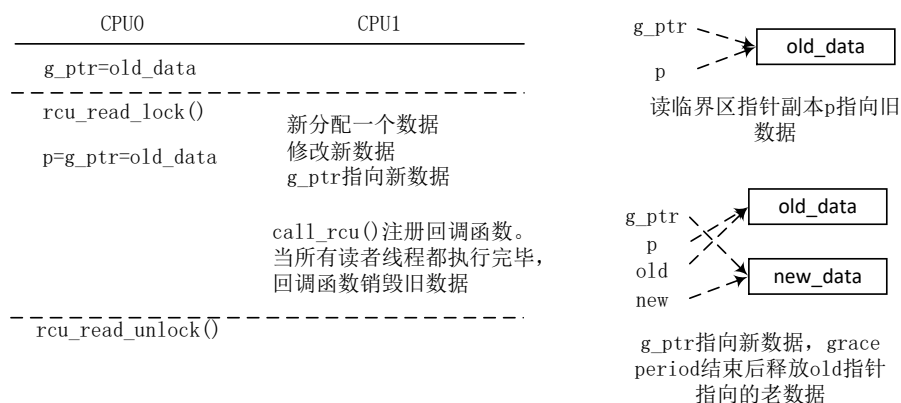 CPU0 CPU1
g_ptr=old_data
rcu_read_lock()
新分配一个数据
p=g_ptr=old_data
修改新数据
g_ptr指向新数据
call_rcu()注册回调函数。
当所有读者线程都执行完毕，
回调函数销毁旧数据
rcu_read_unlock()
g_ptr
old_data
p
读临界区指针副本p指向旧
数据
old_data
g_ptr
p
old
new_data
new
g_ptr指向新数据，grace
period结束后释放old指针
指向的老数据